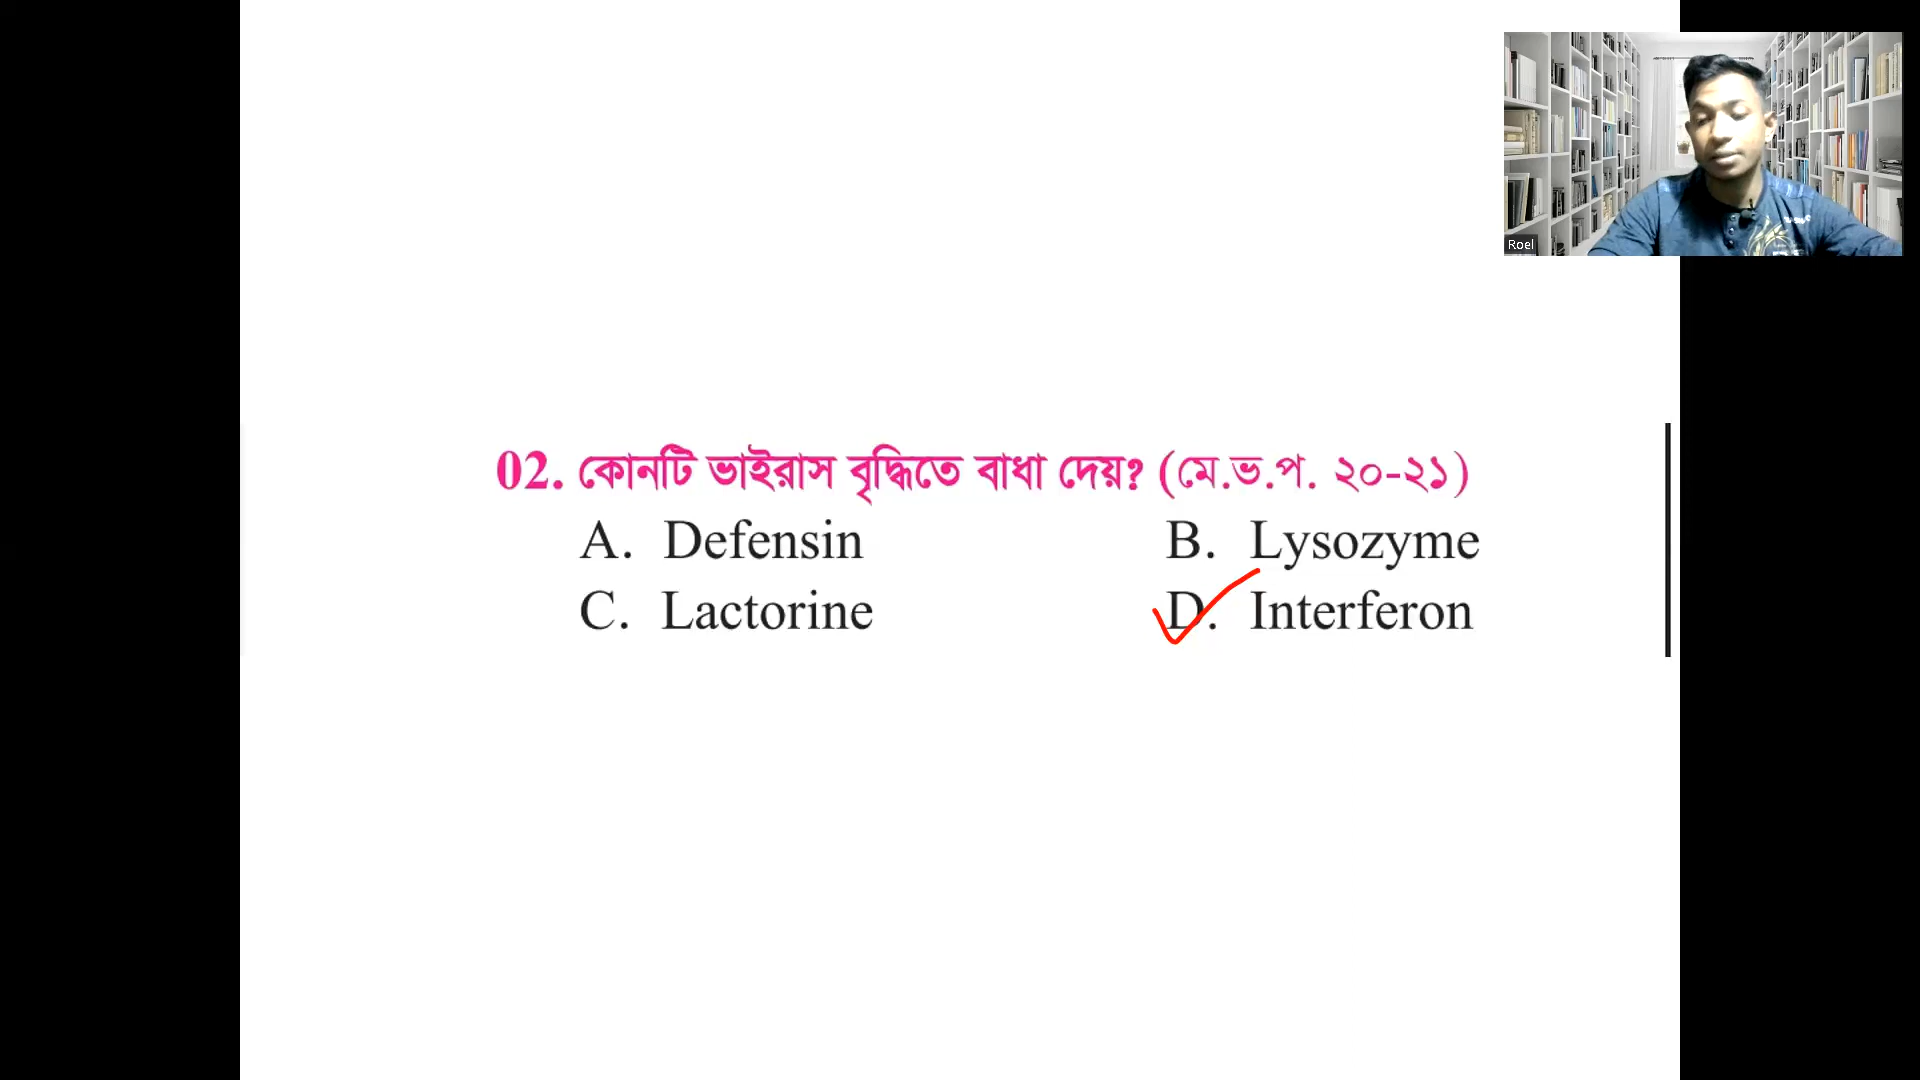 Roel
02. কোনটি ভাইরাস বৃদ্ধিতে বাধা দেয়? (মে.ভ.প. ২০-২১)
A. Defensin
B. Lysozyme
C. Lactorine
D. Interferon